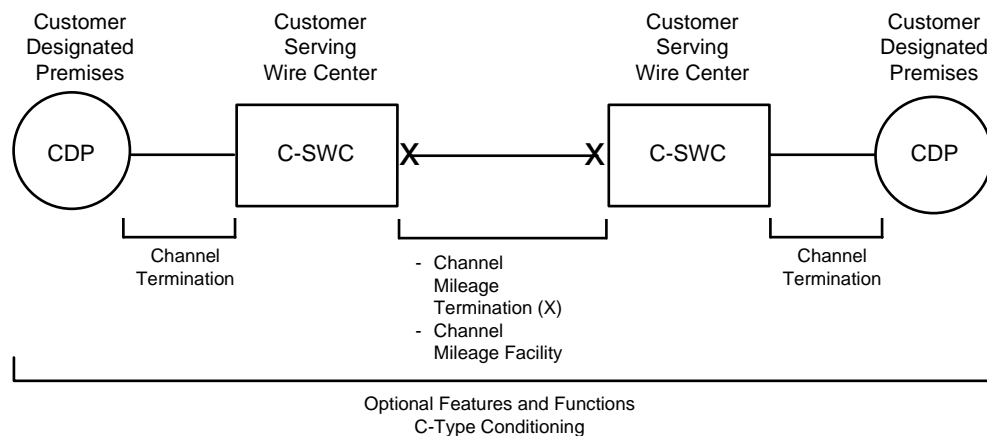 Customer
Designated
Premises
Customer
Serving
Wire Center
Customer
Serving
Wire Center
Customer
Designated
Premises
CDP
C-SWC
X
X
C-SWC
CDP
Channel
Termination
- Channel
Mileage
Termination (X)
- Channel
Mileage Facility
Channel
Termination
Optional Features and Functions
C-Type Conditioning